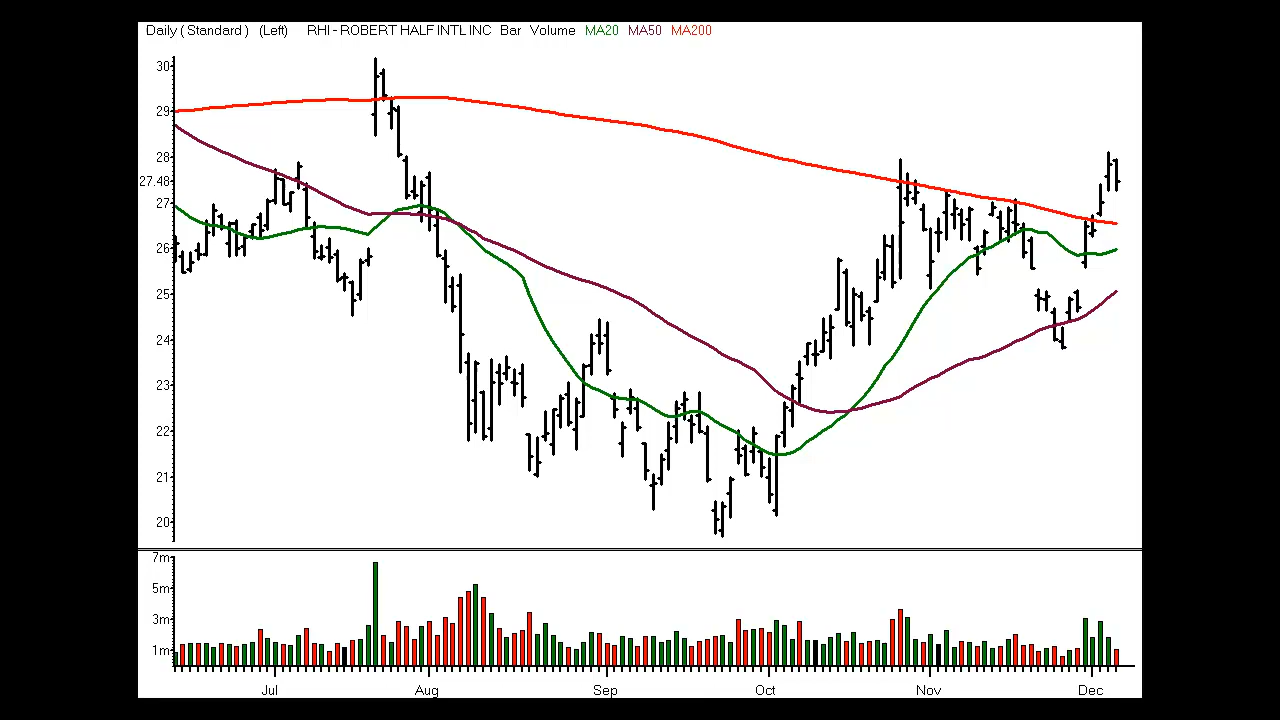 Daily ( Standard ) (Left) RHI - ROBERT HALF INTL INC Bar Volume MA20 MA50 MA200
30
29
28
27.48
27
26
25
24
23
22
21
20
7m
5m
3m
1m
Jul Aug Sep Oct Nov Dec